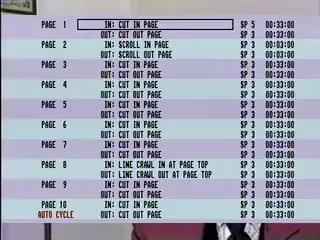 PAGE 1 IN: CUT IN PAGE SP 5 00:33:00
OUT: CUT OUT PAGE SP 3 00:33:00
PAGE 2 IN: SCROLL IN PAGE SP 3 00:33:00
OUT: SCROLL OUT PAGE SP 3 00:33:00
PAGE 3 IN: CUT IN PAGE SP 3 00:33:00
OUT: CUT OUT PAGE SP 3 00:33:00
PAGE 4 IN: CUT IN PAGE SP 3 00:33:00
OUT: CUT OUT PAGE SP 3 00:33:00
PAGE 5 IN: CUT IN PAGE SP 3 00:33:00
OUT: CUT OUT PAGE SP 3 00:33:00
PAGE 6 IN: CUT IN PAGE SP 3 00:33:00
OUT: CUT OUT PAGE SP 3 00:33:00
PAGE 7 IN: CUT IN PAGE SP 3 00:33:00
OUT: CUT OUT PAGE SP 3 00:33:00
PAGE 8 IN: LINE CRAWL IN AT PAGE TOP SP 3 00:33:00
OUT: LINE CRAWL OUT AT PAGE TOP SP 3 00:33:00
PAGE 9 IN: CUT IN PAGE SP 3 00:33:00
OUT: CUT OUT PAGE SP 3 00:33:00
PAGE 10 IN: CUT IN PAGE SP 3 00:33:00
AUTO CYCLE OUT: CUT OUT PAGE SP 3 00:33:00